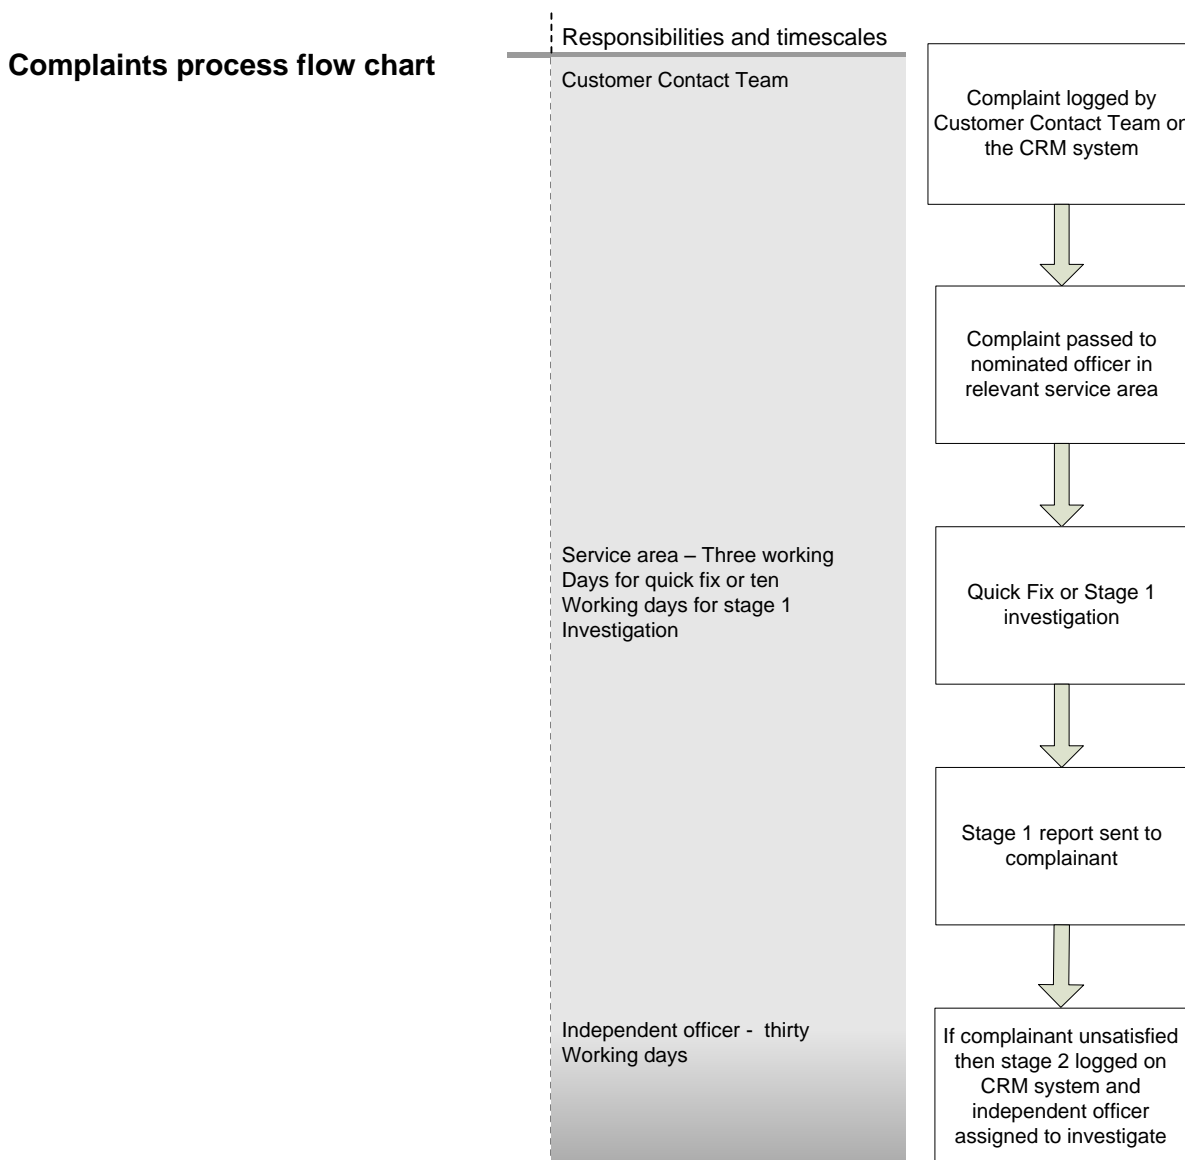 Complaints process flow chart
Responsibilities and timescales
Customer Contact Team
Complaint logged by
Customer Contact Team on
the CRM system
Complaint passed to
nominated officer in
relevant service area
Service area – Three working
Days for quick fix or ten
Working days for stage 1
Investigation
Quick Fix or Stage 1
investigation
Stage 1 report sent to
complainant
Independent officer - thirty
Working days
If complainant unsatisfied
then stage 2 logged on
CRM system and
independent officer
assigned to investigate